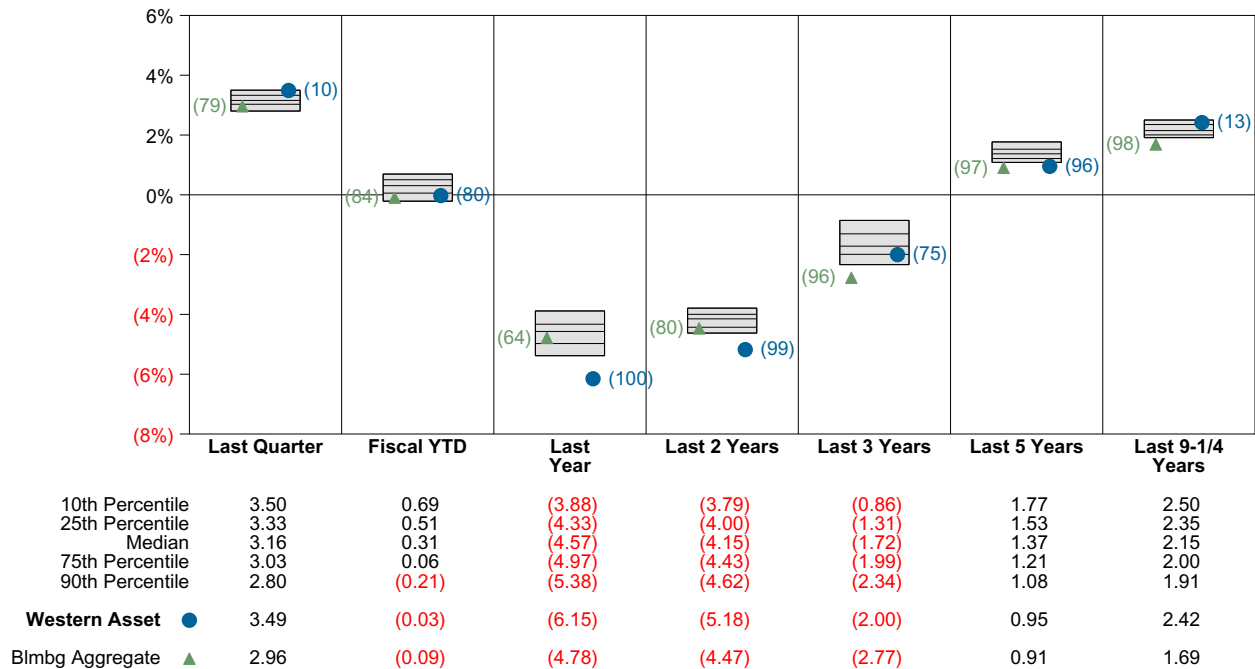 6%
4%
2%
0%
(2%)
(4%)
(6%)
(8%)
(79) (10)
(84) (80)
(64) (100)
(80) (99)
(96) (75)
(97) (96)
(98) (13)
Last Quarter Fiscal YTD Last Year Last 2 Years Last 3 Years Last 5 Years Last 9-1/4 Years
10th Percentile 3.50 0.69 (3.88) (3.79) (0.86) 1.77 2.50
25th Percentile 3.33 0.51 (4.33) (4.00) (1.31) 1.53 2.35
Median 3.16 0.31 (4.57) (4.15) (1.72) 1.37 2.15
75th Percentile 3.03 0.06 (4.97) (4.43) (1.99) 1.21 2.00
90th Percentile 2.80 (0.21) (5.38) (4.62) (2.34) 1.08 1.91
Western Asset 3.49 (0.03) (6.15) (5.18) (2.00) 0.95 2.42
Blmbg Aggregate 2.96 (0.09) (4.78) (4.47) (2.77) 0.91 1.69